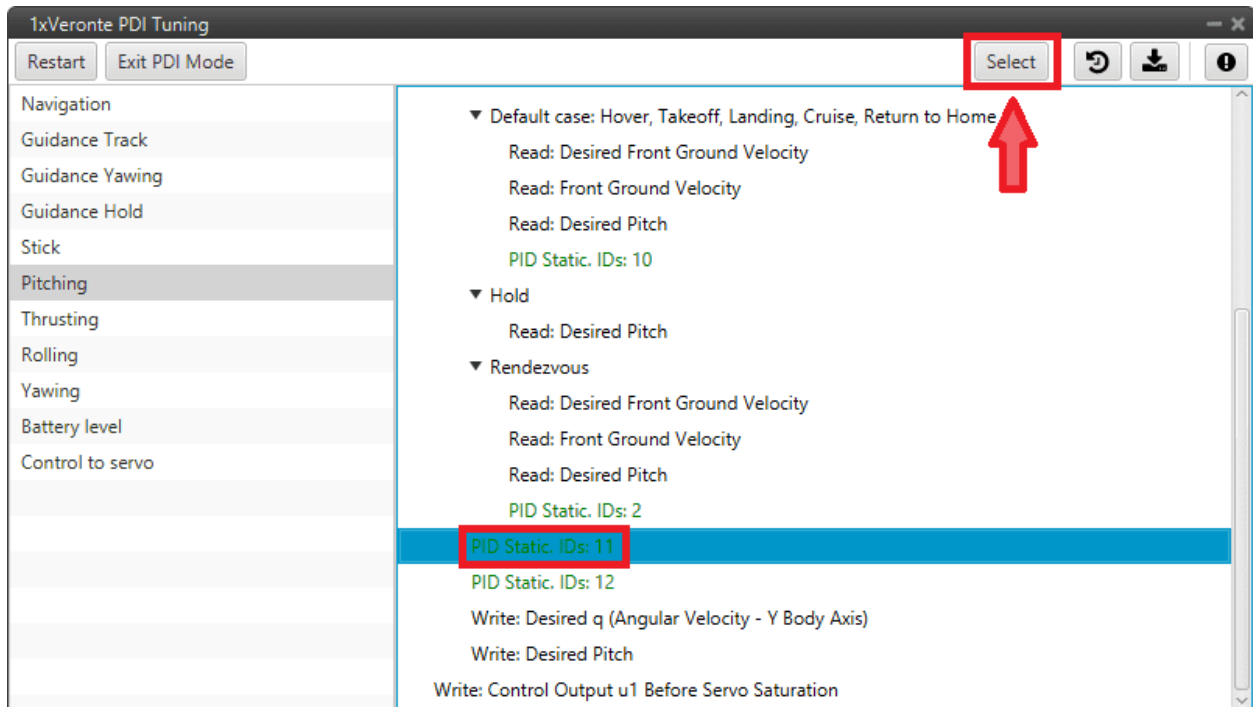 1xVeronte PDI Tuning
Restart Exit PDI Mode Select
Navigation
Guidance Track
Guidance Yawing
Guidance Hold
Stick
Pitching
Thrusting
Rolling
Yawing
Battery level
Control to servo
Default case: Hover, Takeoff, Landing, Cruise, Return to Home
Read: Desired Front Ground Velocity
Read: Front Ground Velocity
Read: Desired Pitch
PID Static. IDs: 10
Hold
Read: Desired Pitch
Rendezvous
Read: Desired Front Ground Velocity
Read: Front Ground Velocity
Read: Desired Pitch
PID Static. IDs: 2
PID Static. IDs: 11
PID Static. IDs: 12
Write: Desired q (Angular Velocity - Y Body Axis)
Write: Desired Pitch
Write: Control Output u1 Before Servo Saturation